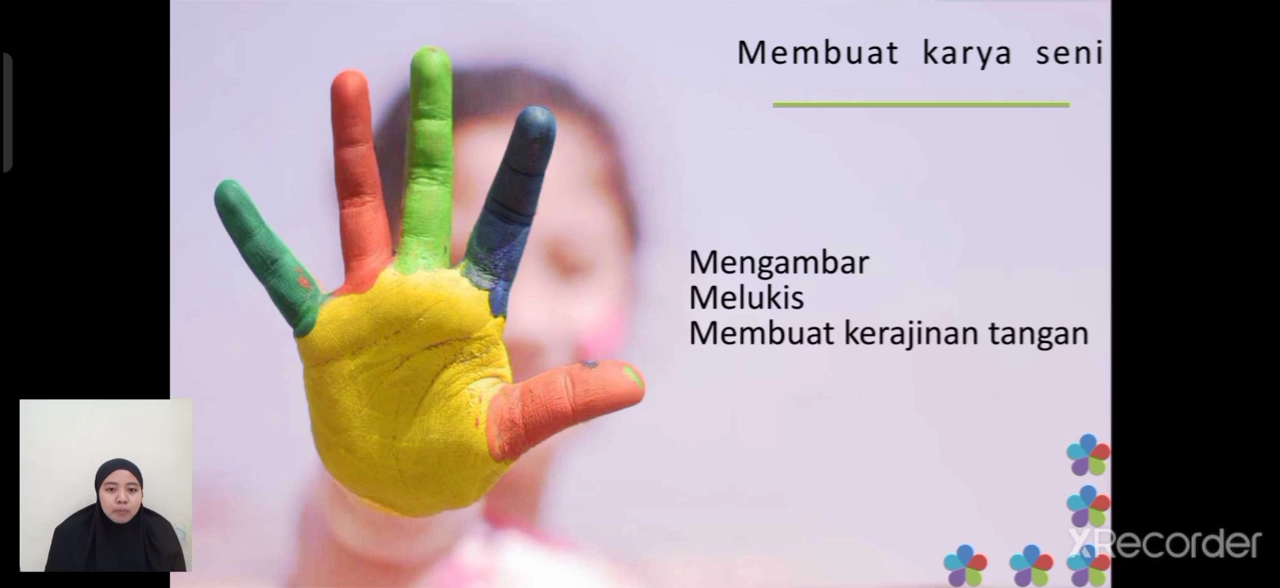 Membuat karya seni
Mengambar
Melukis
Membuat kerajinan tangan
XRecorder